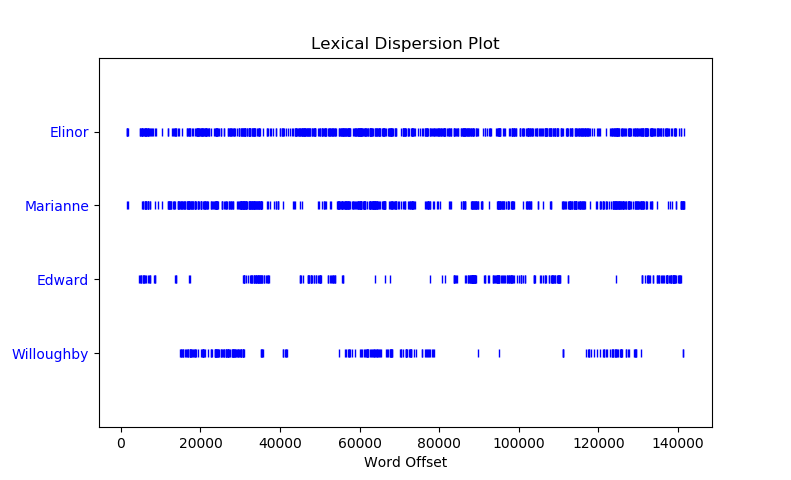 Lexical Dispersion Plot
Elinor
Marianne
Edward
Willoughby
0 20000 40000 60000 80000 100000 120000 140000
Word Offset